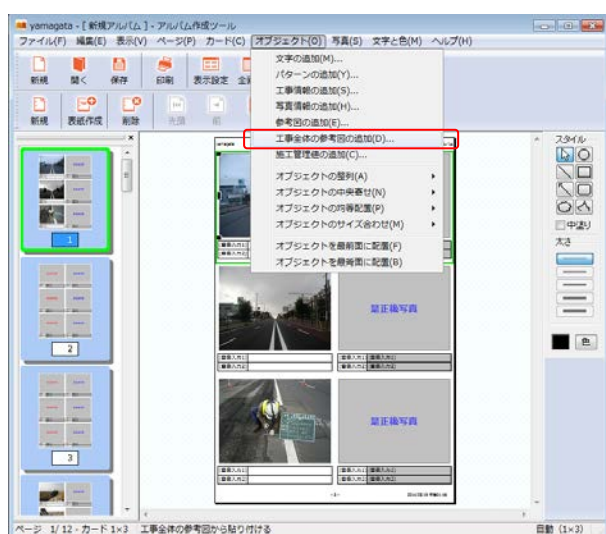 yamagata - [ 新規アルバム ] - アルバム作成ツール
ファイル(F) 編集(E) 表示(V) ページ(P) カード(C) オブジェクト(O) 写真(S) 文字と色(M) ヘルプ(H)
新規 開く 保存 印刷 表示設定
新規 表紙作成 削除 先頭 前
文字の追加(M)...
パターンの追加(Y)...
工事情報の追加(S)...
写真情報の追加(H)...
参考図の追加(E)...
工事全体の参考図の追加(D)...
施工管理値の追加(C)...
オブジェクトの整列(A)
オブジェクトの中央寄せ(N)
オブジェクトの均等配置(P)
オブジェクトのサイズ合わせ(M)
オブジェクトを最前面に配置(F)
オブジェクトを最背面に配置(B)
スタイル
中塗り
太さ
色
1
2
3
yamagata
是正後写真
是正後写真
ページ 1/12 - カード 1×3 工事全体の参考図から貼り付ける
自動 (1×3)